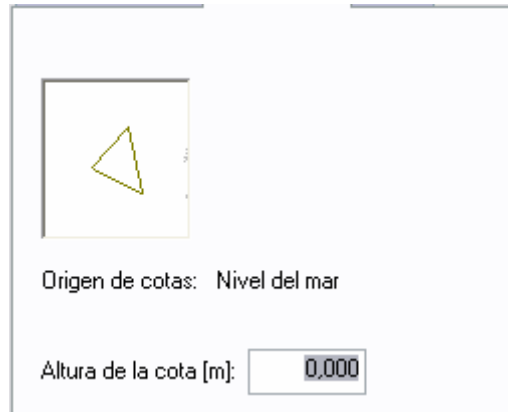 Origen de cotas: Nivel del mar
Altura de la cota [m]: 0,000